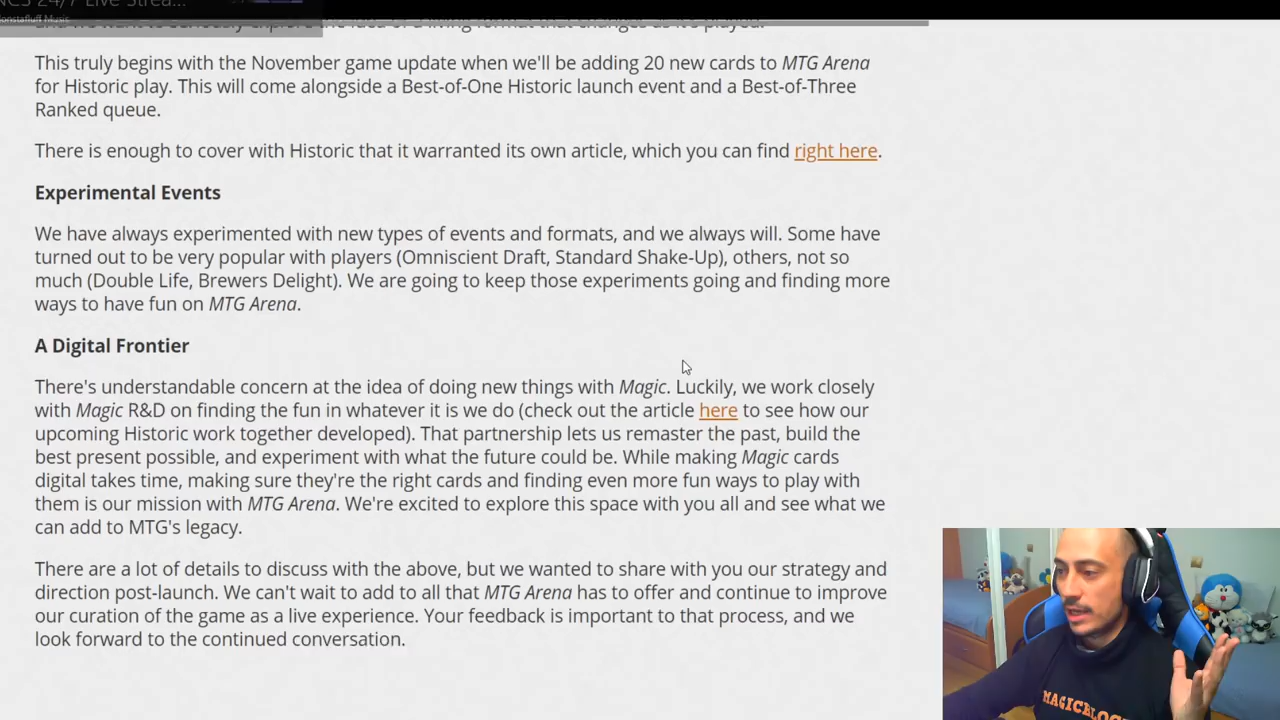 NCS 24/7 Live Strea...
Monstafluff Music
This truly begins with the November game update when we'll be adding 20 new cards to MTG Arena
for Historic play. This will come alongside a Best-of-One Historic launch event and a Best-of-Three
Ranked queue.
There is enough to cover with Historic that it warranted its own article, which you can find right here.
Experimental Events
We have always experimented with new types of events and formats, and we always will. Some have
turned out to be very popular with players (Omniscient Draft, Standard Shake-Up), others, not so
much (Double Life, Brewers Delight). We are going to keep those experiments going and finding more
ways to have fun on MTG Arena.
A Digital Frontier
There's understandable concern at the idea of doing new things with Magic. Luckily, we work closely
with Magic R&D on finding the fun in whatever it is we do (check out the article here to see how our
upcoming Historic work together developed). That partnership lets us remaster the past, build the
best present possible, and experiment with what the future could be. While making Magic cards
digital takes time, making sure they're the right cards and finding even more fun ways to play with
them is our mission with MTG Arena. We're excited to explore this space with you all and see what we
can add to MTG's legacy.
There are a lot of details to discuss with the above, but we wanted to share with you our strategy and
direction post-launch. We can't wait to add to all that MTG Arena has to offer and continue to improve
our curation of the game as a live experience. Your feedback is important to that process, and we
look forward to the continued conversation.